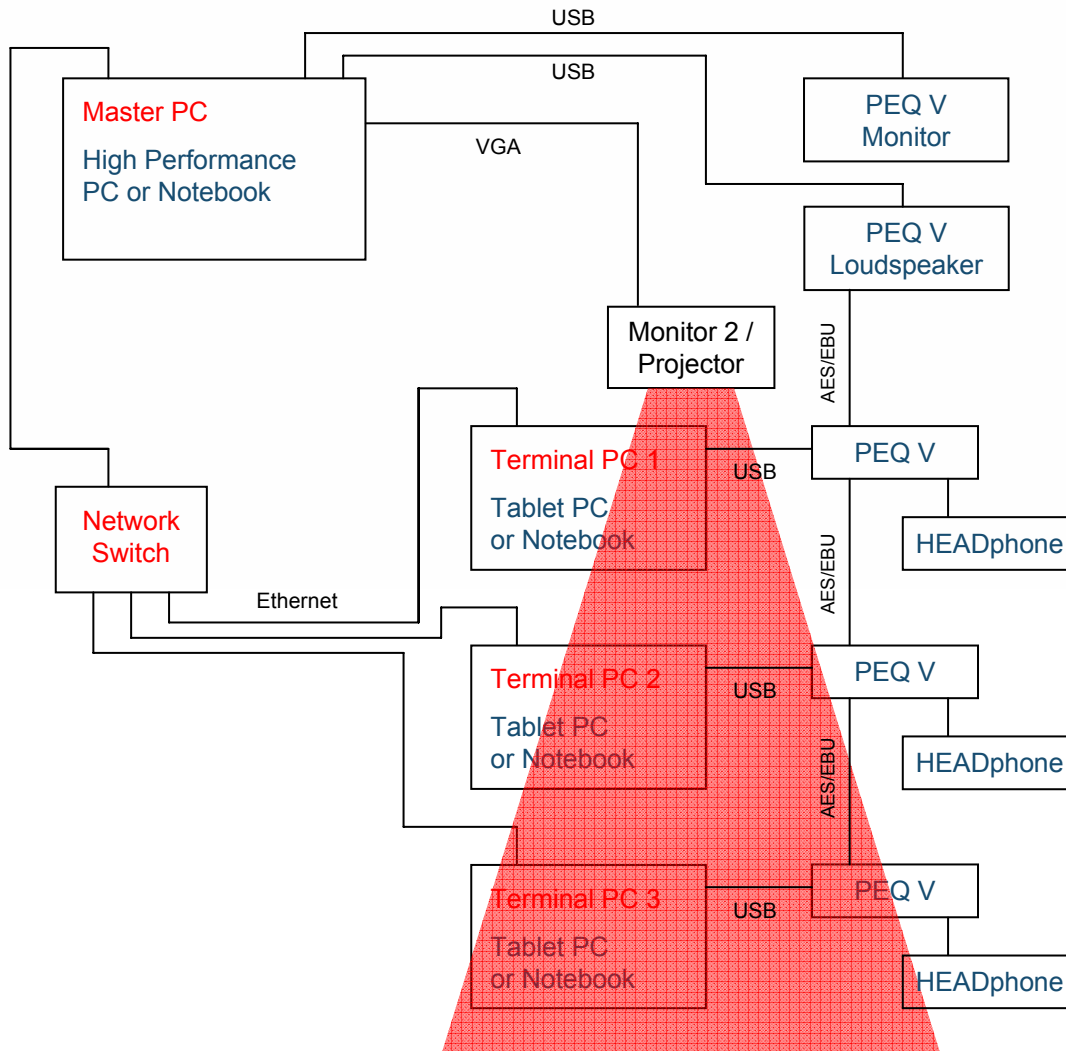 USB
USB
Master PC
High Performance
PC or Notebook
VGA
PEQ V
Monitor
PEQ V
Loudspeaker
Monitor 2 /
Projector
AES/EBU
Terminal PC 1
Tablet PC
or Notebook
USB
PEQ V
HEADphone
Network
Switch
Ethernet
AES/EBU
Terminal PC 2
Tablet PC
or Notebook
USB
PEQ V
HEADphone
AES/EBU
Terminal PC 3
Tablet PC
or Notebook
USB
PEQ V
HEADphone